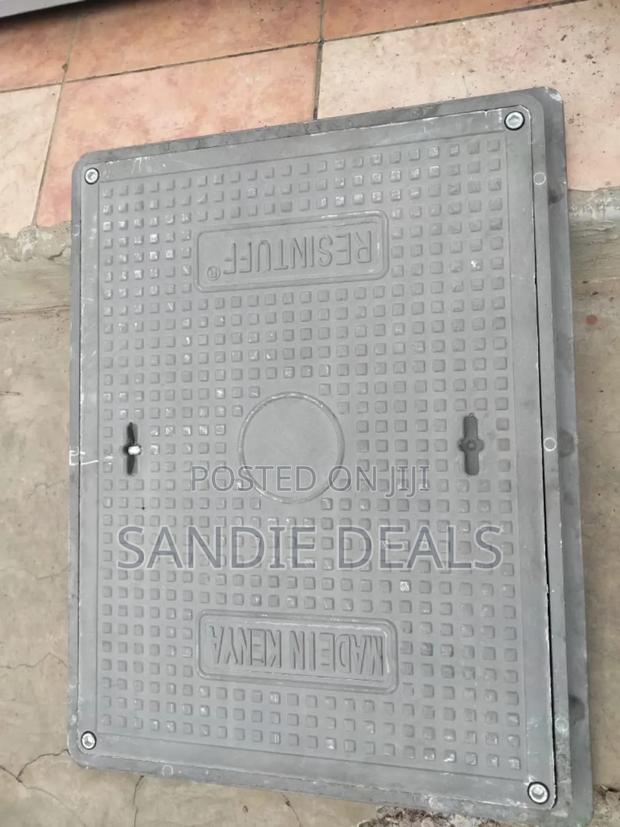 RESINTUFF®
POSTED ON JIJI
SANDIE DEALS
MADE IN KENYA